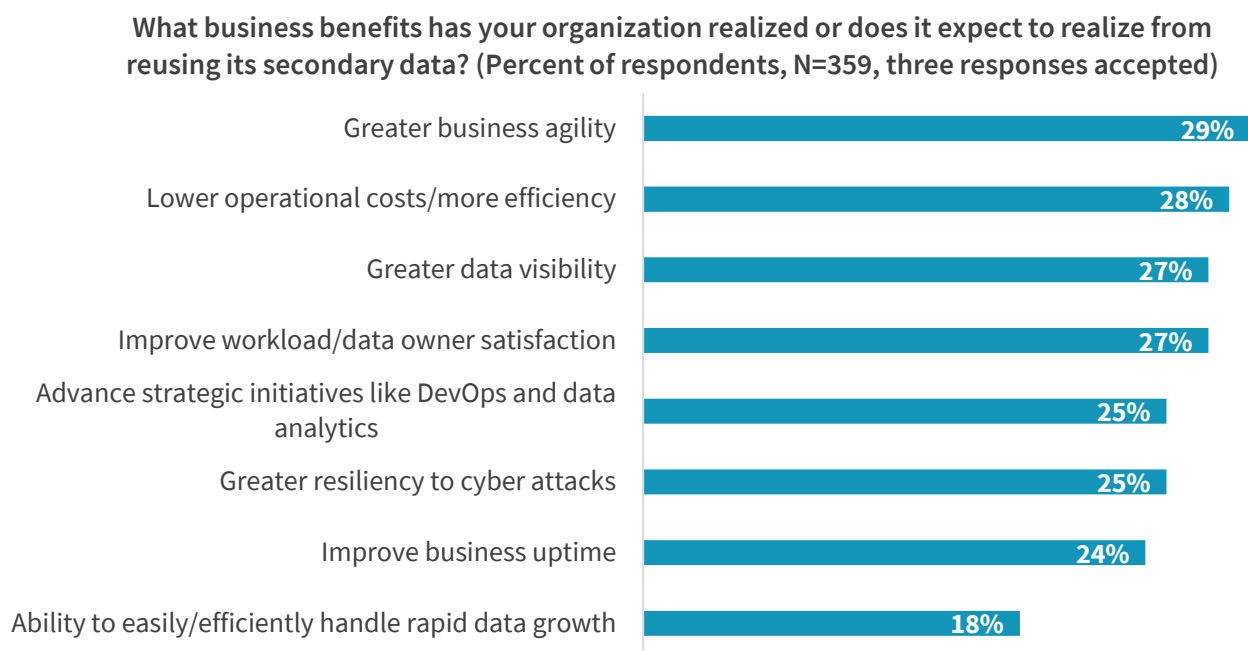 What business benefits has your organization realized or does it expect to realize from
reusing its secondary data? (Percent of respondents, N=359, three responses accepted)
Greater business agility
29%
Lower operational costs/more efficiency
28%
Greater data visibility
27%
Improve workload/data owner satisfaction
27%
Advance strategic initiatives like DevOps and data
analytics
25%
Greater resiliency to cyber attacks
25%
Improve business uptime
24%
Ability to easily/efficiently handle rapid data growth
18%